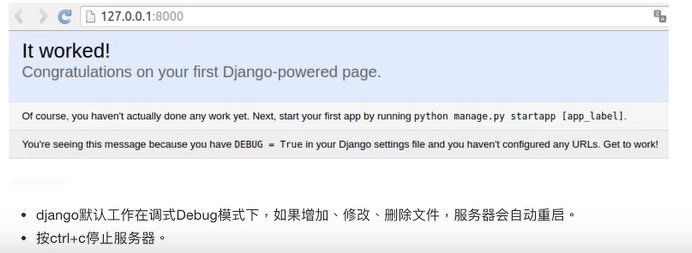 127.0.0.1:8000
It worked!
Congratulations on your first Django-powered page.
Of course, you haven't actually done any work yet. Next, start your first app by running python manage.py startapp [app_label].
You're seeing this message because you have DEBUG = True in your Django settings file and you haven't configured any URLs. Get to work!
• django默认工作在调式Debug模式下，如果增加、修改、删除文件，服务器会自动重启。
• 按ctrl+c停止服务器。